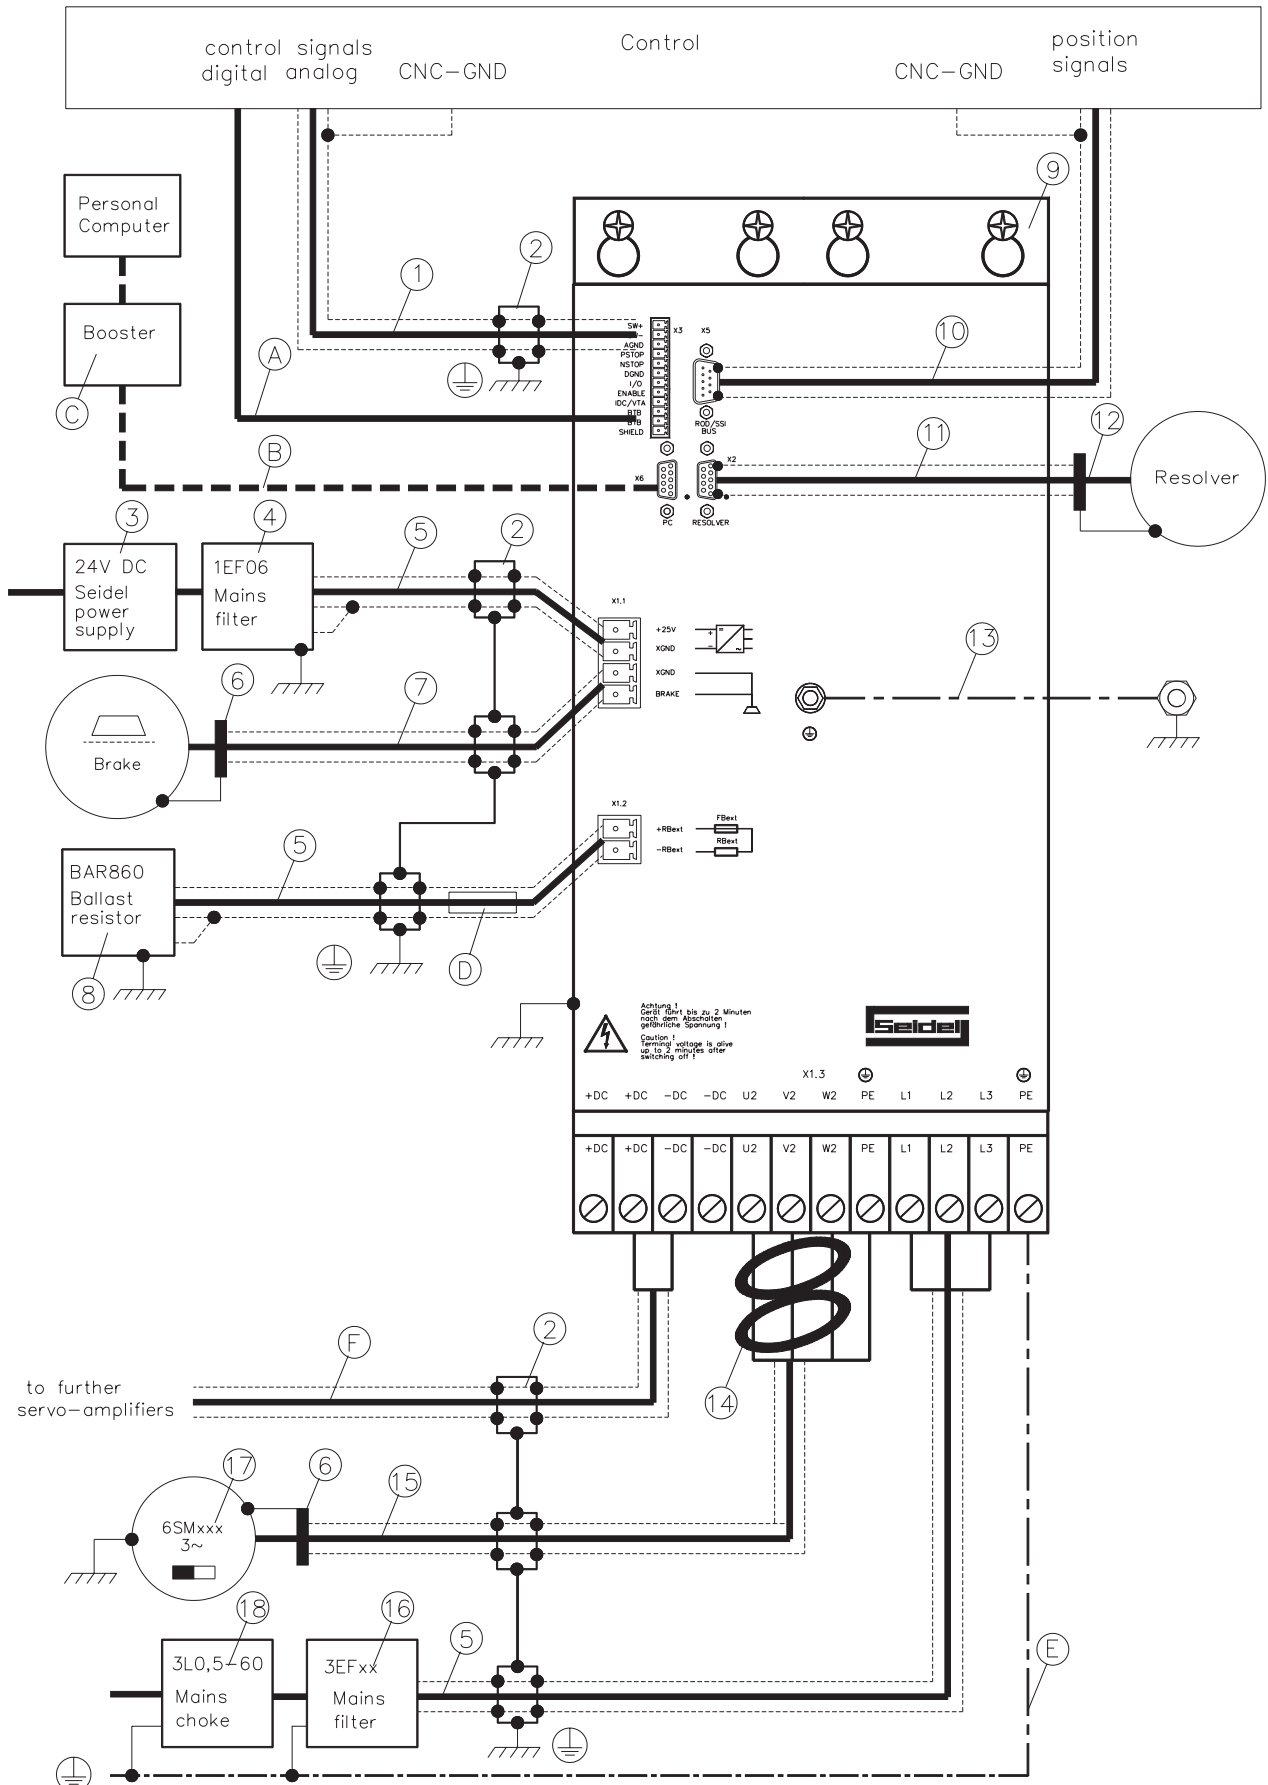 control signals
digital analog
CNC-GND
Control
CNC-GND
position
signals
9
Personal
Computer
2
1
Booster
A
C
B
SW+
AGND
PSTOP
NSTOP
DGND
I/O
ENABLE
IDC/VTA
BTB
BTB
SHIELD
X3
X5
ROD/SSI
BUS
10
11
12
Resolver
X6
X2
PC
RESOLVER
3
4
5
2
24V DC
Seidel
power
supply
1EF06
Mains
filter
X1.1
+25V
XGND
XGND
BRAKE
+
=
-
~
13
6
7
Brake
X1.2
+RBext
-RBext
FBext
RBext
5
BAR860
Ballast
resistor
8
D
Achtung !
Gerät führt bis zu 2 Minuten
nach dem Abschalten
gefährliche Spannung !
Caution !
Terminal voltage is alive
up to 2 minutes after
switching off !
Seidel
X1.3
+DC +DC -DC -DC U2 V2 W2 PE L1 L2 L3 PE
+DC +DC -DC -DC U2 V2 W2 PE L1 L2 L3 PE
2
F
14
to further
servo-amplifiers
17
6
15
6SMxxx
3~
18
16
5
E
3L0,5-60
Mains
choke
3EFxx
Mains
filter